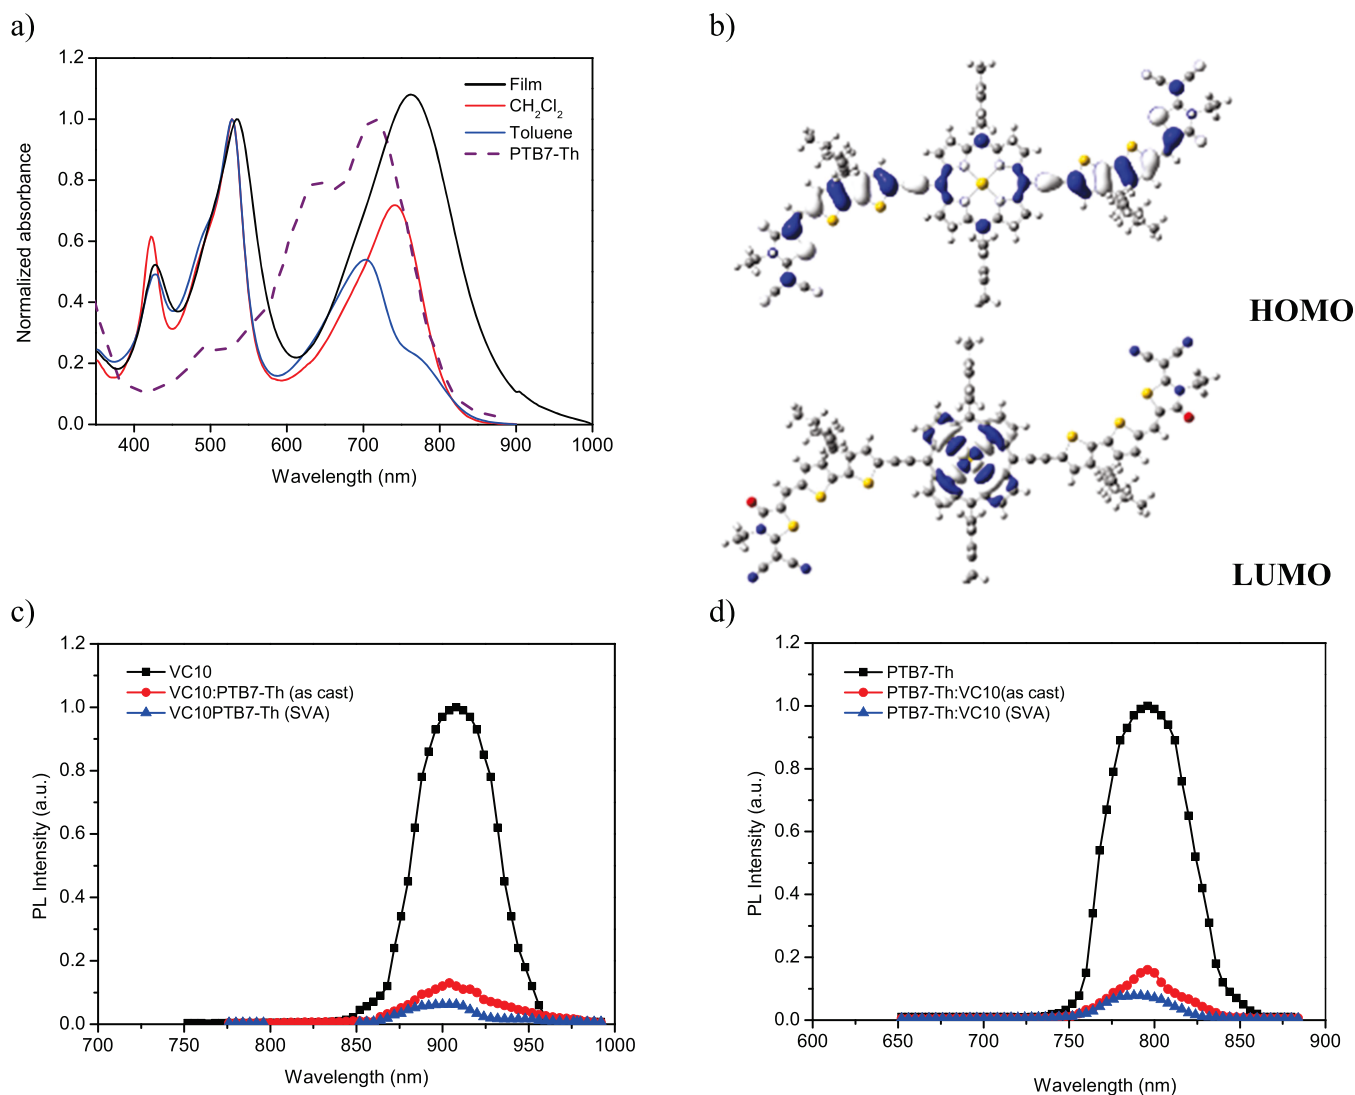 a)
1.2
1.0
0.8
0.6
0.4
0.2
0.0
Normalized absorbance
Film
CH₂Cl₂
Toluene
PTB7-Th
400 500 600 700 800 900 1000
Wavelength (nm)
b)
HOMO
LUMO
c)
1.2
1.0
0.8
0.6
0.4
0.2
0.0
PL Intensity (a.u.)
VC10
VC10:PTB7-Th (as cast)
VC10PTB7-Th (SVA)
700 750 800 850 900 950 1000
Wavelength (nm)
d)
1.2
1.0
0.8
0.6
0.4
0.2
0.0
PL Intensity (a.u.)
PTB7-Th
PTB7-Th:VC10(as cast)
PTB7-Th:VC10 (SVA)
600 650 700 750 800 850 900
Wavelength (nm)